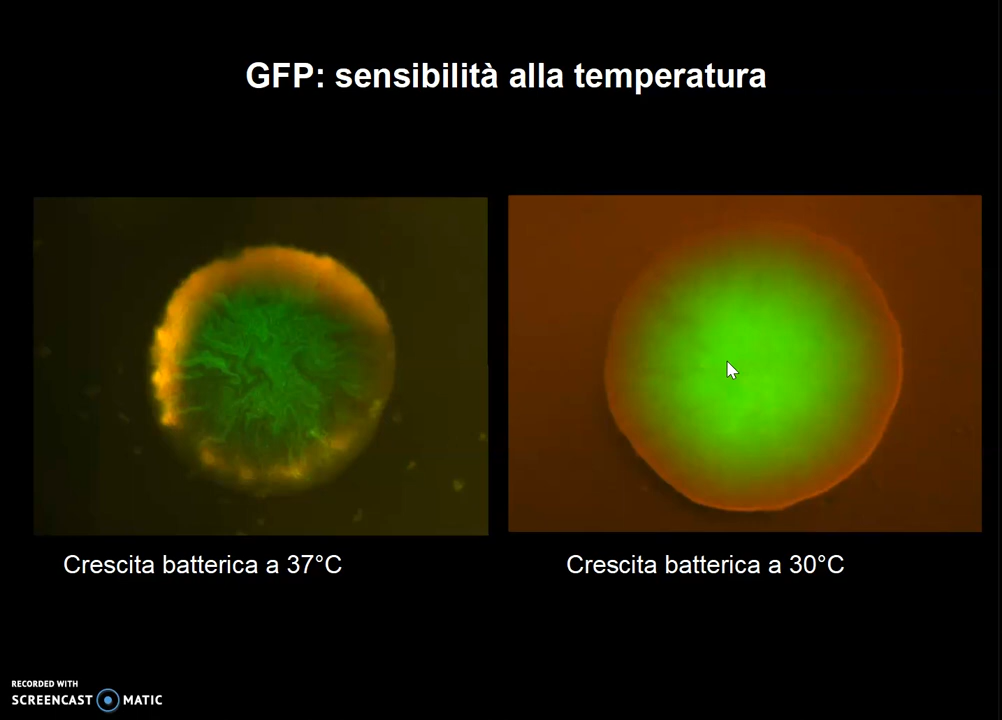 GFP: sensibilità alla temperatura
Crescita batterica a 37°C
Crescita batterica a 30°C
RECORDED WITH
SCREENCAST MATIC